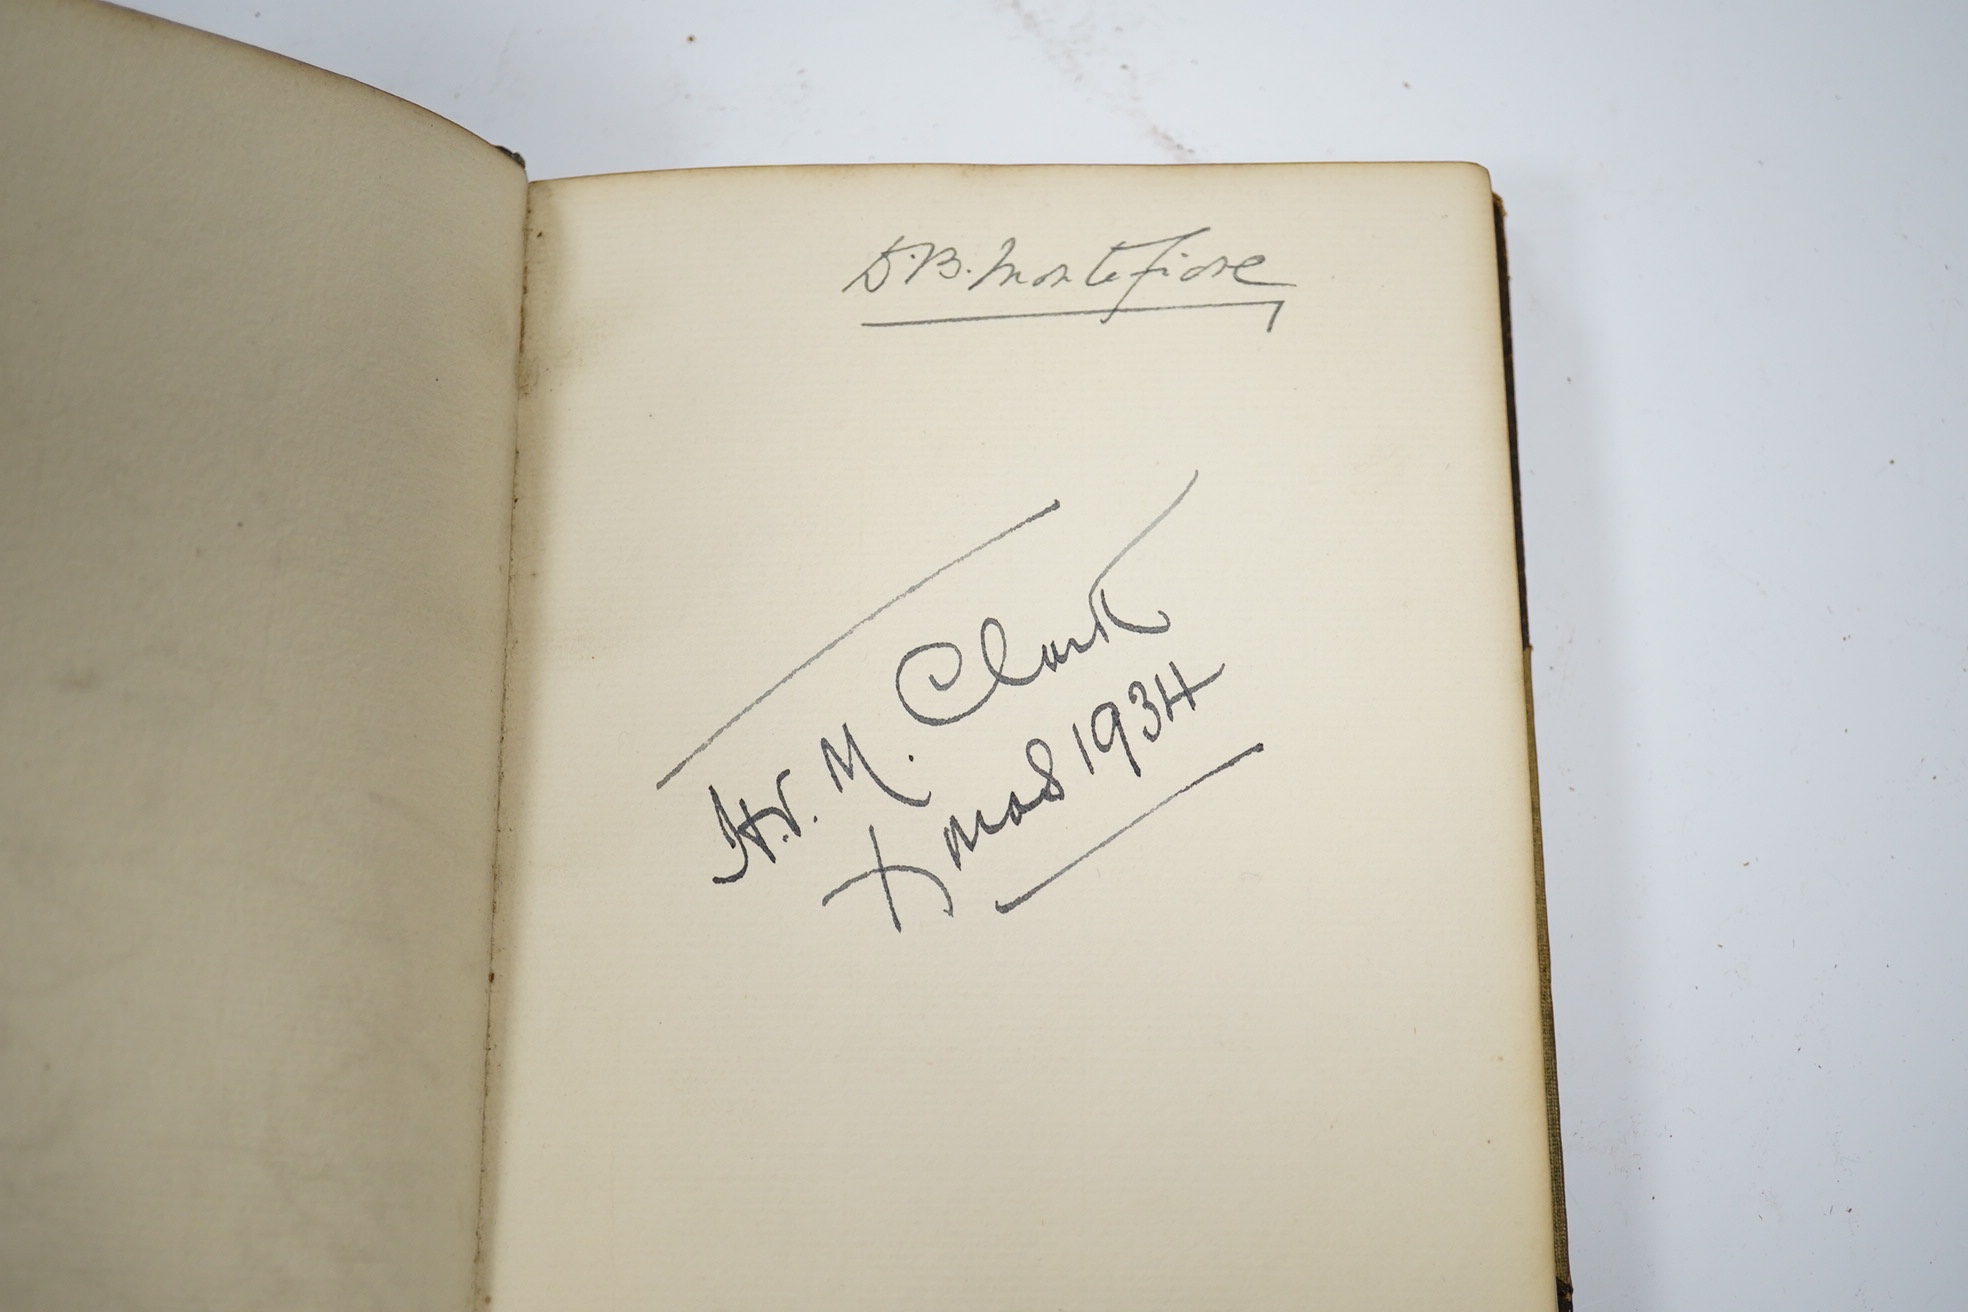 D.B. Montefiore
H.V. M. Clark
Xmas 1934